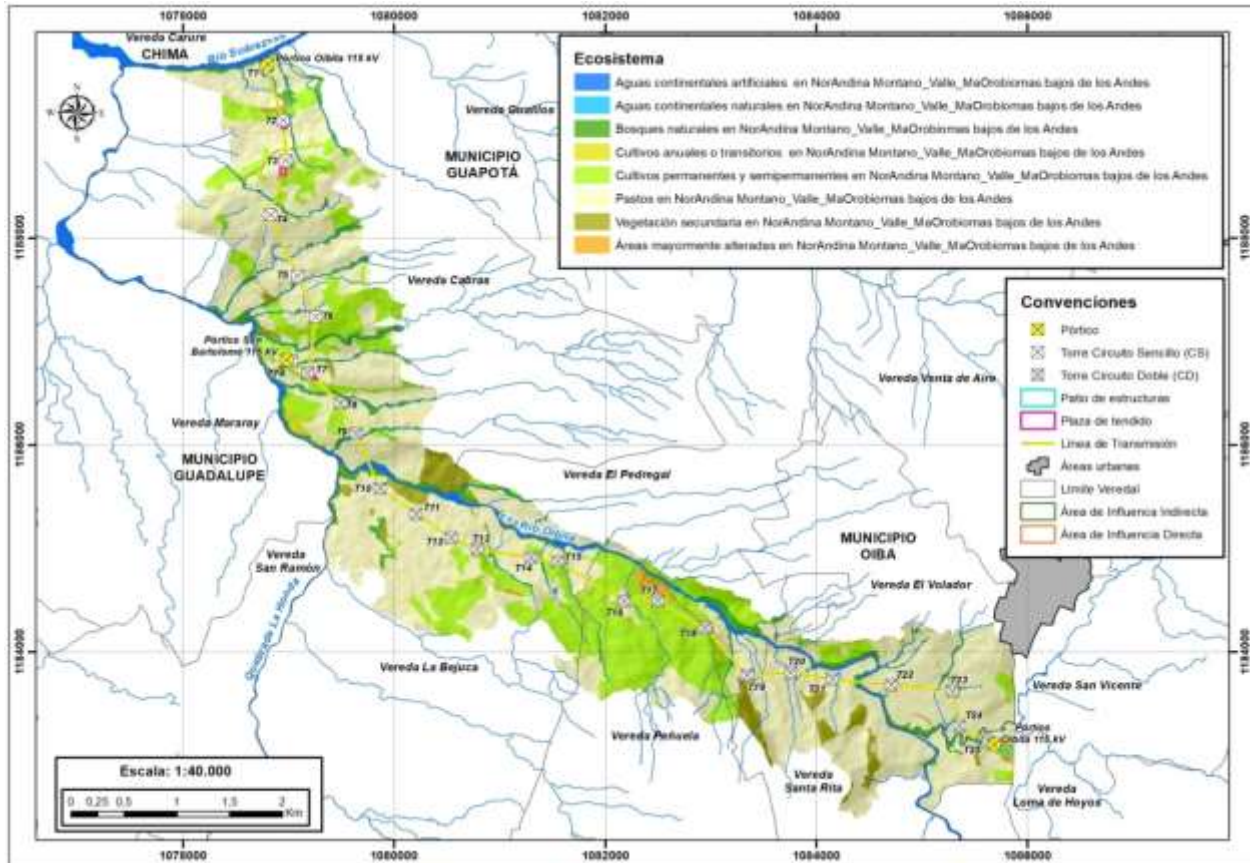 1078000 1080000 1082000 1084000 1086000
Vereda Carure
CHIMA
Río Suárez
Pórtico Oibita 115 kV
T1
T2
T3
T4
T5
T6
Vereda Guatíos
MUNICIPIO
GUAPOTÁ
Vereda Cabras
Ecosistema
Aguas continentales artificiales en NorAndina Montano_Valle_MaOrobiomas bajos de los Andes
Aguas continentales naturales en NorAndina Montano_Valle_MaOrobiomas bajos de los Andes
Bosques naturales en NorAndina Montano_Valle_MaOrobiomas bajos de los Andes
Cultivos anuales o transitorios en NorAndina Montano_Valle_MaOrobiomas bajos de los Andes
Cultivos permanentes y semipermanentes en NorAndina Montano_Valle_MaOrobiomas bajos de los Andes
Pastos en NorAndina Montano_Valle_MaOrobiomas bajos de los Andes
Vegetación secundaria en NorAndina Montano_Valle_MaOrobiomas bajos de los Andes
Áreas mayormente alteradas en NorAndina Montano_Valle_MaOrobiomas bajos de los Andes
1188000 1188000
Convenciones
Pórtico
Torre Circuito Sencillo (CS)
Torre Circuito Doble (CD)
Patio de estructuras
Plaza de tendido
Línea de Transmisión
Áreas urbanas
Límite Veredal
Área de Influencia Indirecta
Área de Influencia Directa
Pórtico San
Bartolomé 115 kV
T7
T8
T9
Vereda Venta de Aire
Vereda Mararay
MUNICIPIO
GUADALUPE
1186000 1186000
Vereda El Pedregal
T10
T11
T12
T13
T14
T15
T16
T17
T18
MUNICIPIO
OIBA
Vereda
San Ramón
Vereda El Volador
Quebrada La Honda
1184000 1184000
Vereda La Bejuca
T19
T20
T21
T22
T23
T24
T25
Vereda San Vicente
Pórtico
Oibita 115 kV
Vereda Peñuela
Vereda
Santa Rita
Vereda
Loma de Hoyos
Escala: 1:40.000
0 0,25 0,5 1 1,5 2
Km
1078000 1080000 1082000 1084000 1086000